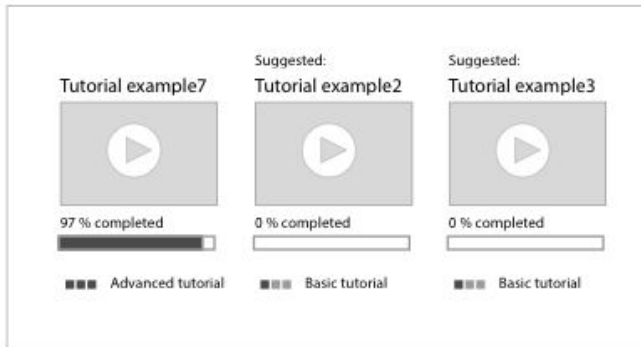 Tutorial example7
97 % completed
Advanced tutorial
Suggested:
Tutorial example2
0 % completed
Basic tutorial
Suggested:
Tutorial example3
0 % completed
Basic tutorial